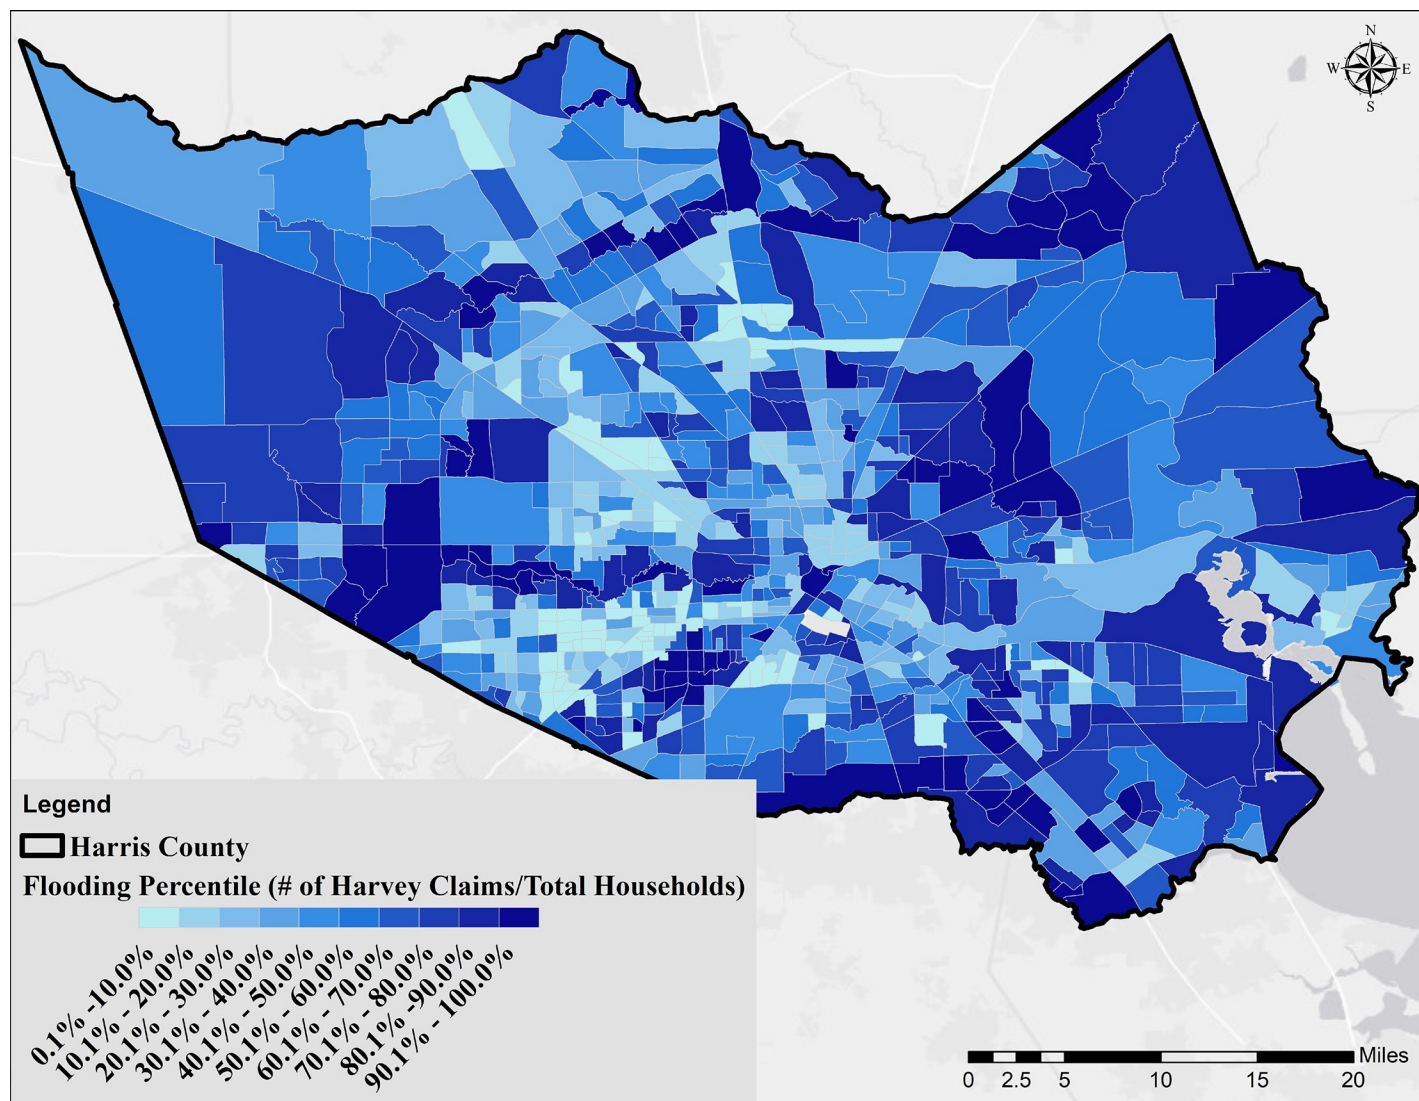 N
W E
S
Legend
Harris County
Flooding Percentile (# of Harvey Claims/Total Households)
0.1% -10.0%
10.1% - 20.0%
20.1% - 30.0%
30.1% - 40.0%
40.1% - 50.0%
50.1% - 60.0%
60.1% - 70.0%
70.1% - 80.0%
80.1% -90.0%
90.1% - 100.0%
Miles
0 2.5 5 10 15 20